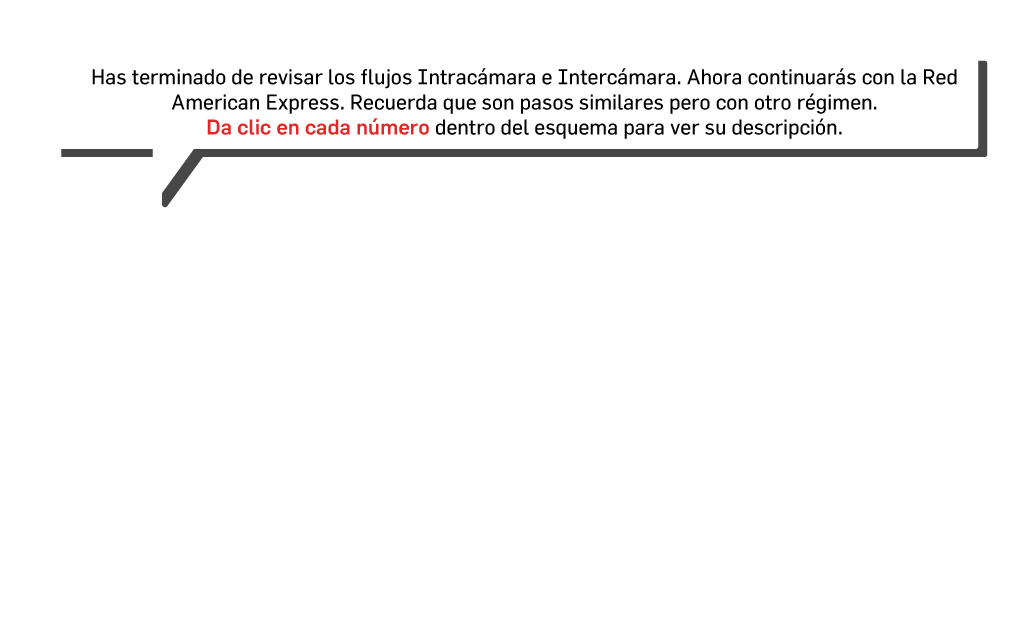 Has terminado de revisar los flujos Intracámara e Intercámara. Ahora continuarás con la Red
American Express. Recuerda que son pasos similares pero con otro régimen.
Da clic en cada número dentro del esquema para ver su descripción.